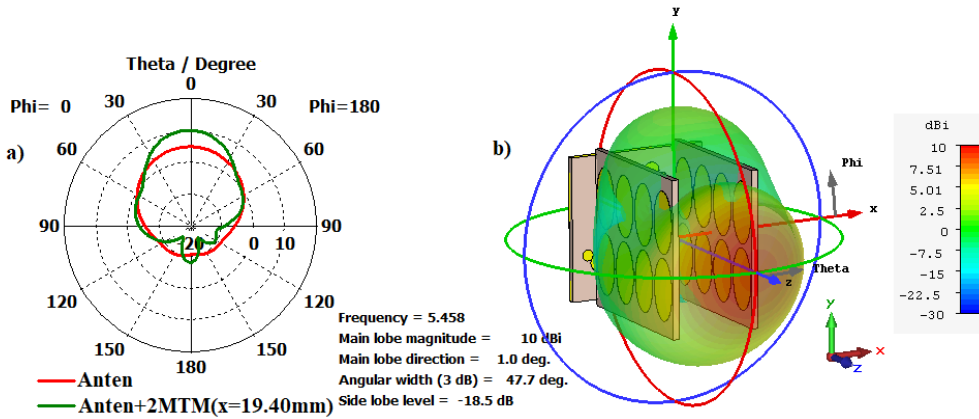 a)
Theta / Degree
Phi= 0 30 0 30 Phi=180
60 60
90 -20 0 10 90
120 120
150 150
180
Anten
Anten+2MTM(x=19.40mm)
Frequency = 5.458
Main lobe magnitude = 10 dBi
Main lobe direction = 1.0 deg.
Angular width (3 dB) = 47.7 deg.
Side lobe level = -18.5 dB
b)
y
Phi
x
Theta
z
y
x
z
dBi
10
7.51
5.01
2.5
0
-7.5
-15
-22.5
-30